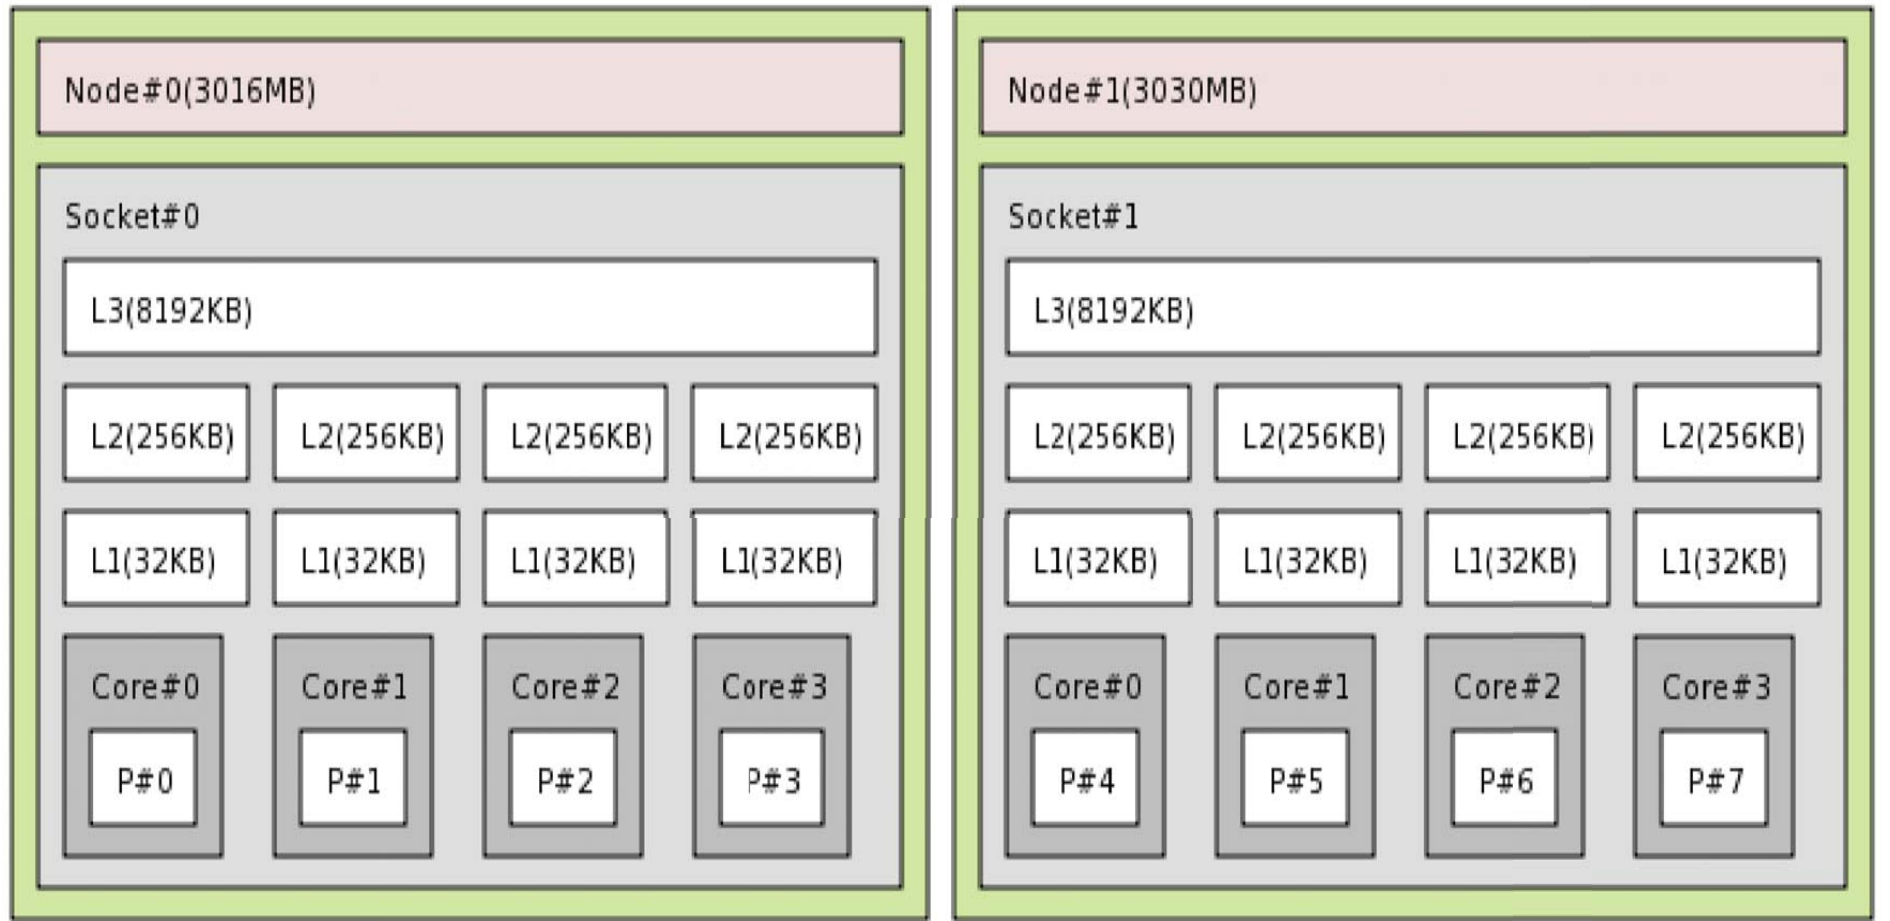 Node#0(3016MB)
Socket#0
L3(8192KB)
L2(256KB) L2(256KB) L2(256KB) L2(256KB)
L1(32KB) L1(32KB) L1(32KB) L1(32KB)
Core#0 Core#1 Core#2 Core#3
P#0 P#1 P#2 P#3
Node#1(3030MB)
Socket#1
L3(8192KB)
L2(256KB) L2(256KB) L2(256KB) L2(256KB)
L1(32KB) L1(32KB) L1(32KB) L1(32KB)
Core#0 Core#1 Core#2 Core#3
P#4 P#5 P#6 P#7